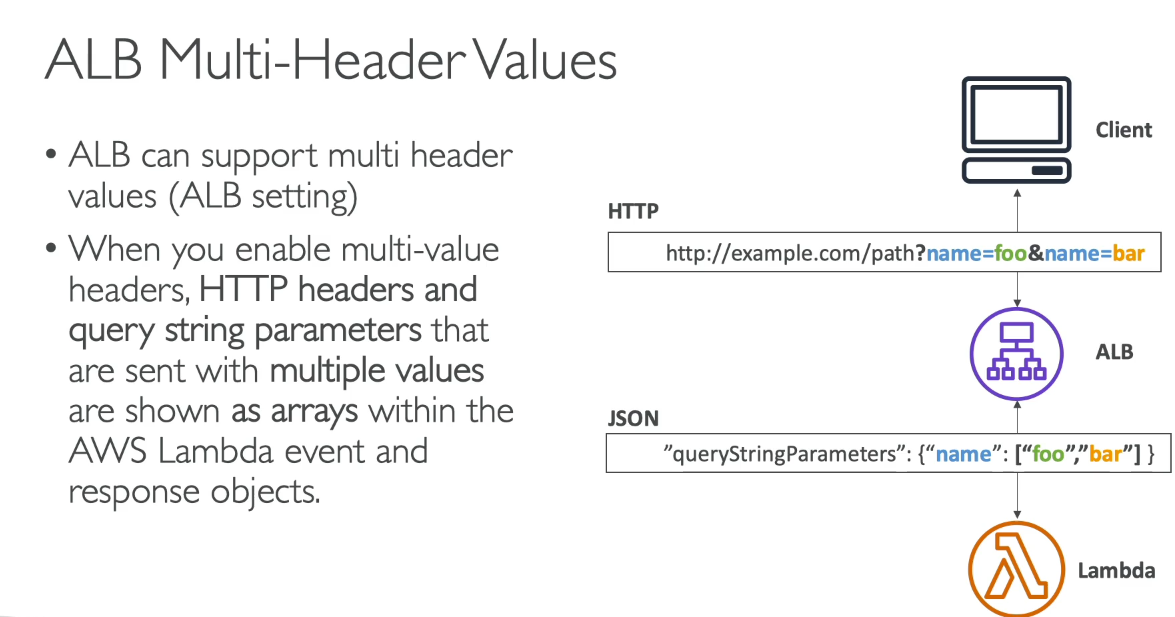 ALB Multi-Header Values
• ALB can support multi header
values (ALB setting)
• When you enable multi-value
headers, HTTP headers and
query string parameters that
are sent with multiple values
are shown as arrays within the
AWS Lambda event and
response objects.
Client
HTTP
http://example.com/path?name=foo&name=bar
ALB
JSON
”queryStringParameters”: {“name”: [“foo”,”bar”] }
Lambda